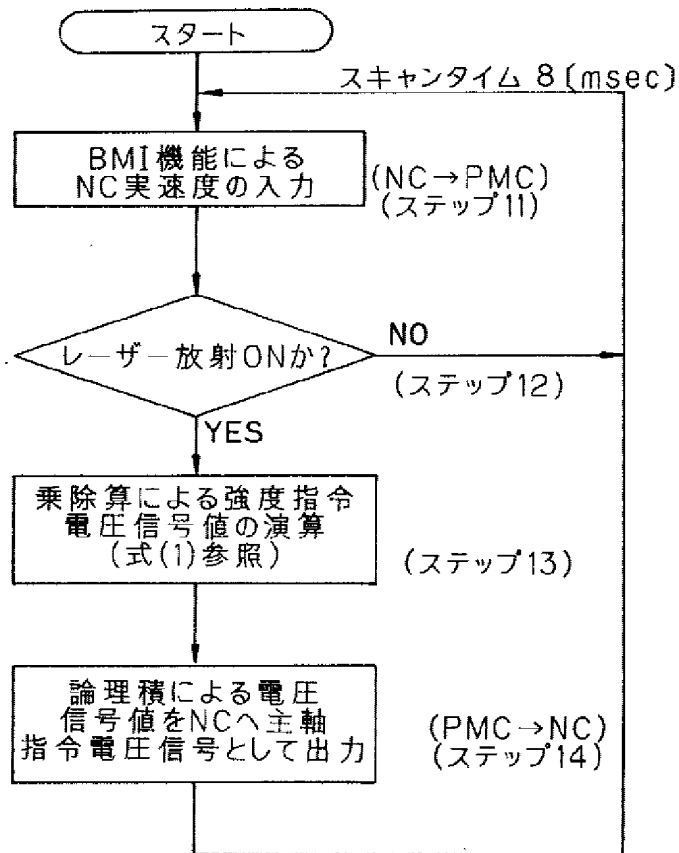 スタート
スキャンタイム 8(msec)
BMI機能による
NC実速度の入力
(NC→PMC)
(ステップ11)
レーザー放射ONか?
NO
(ステップ12)
YES
乗除算による強度指令
電圧信号値の演算
(式(1)参照)
(ステップ13)
論理積による電圧
信号値をNCへ主軸
指令電圧信号として出力
(PMC→NC)
(ステップ14)